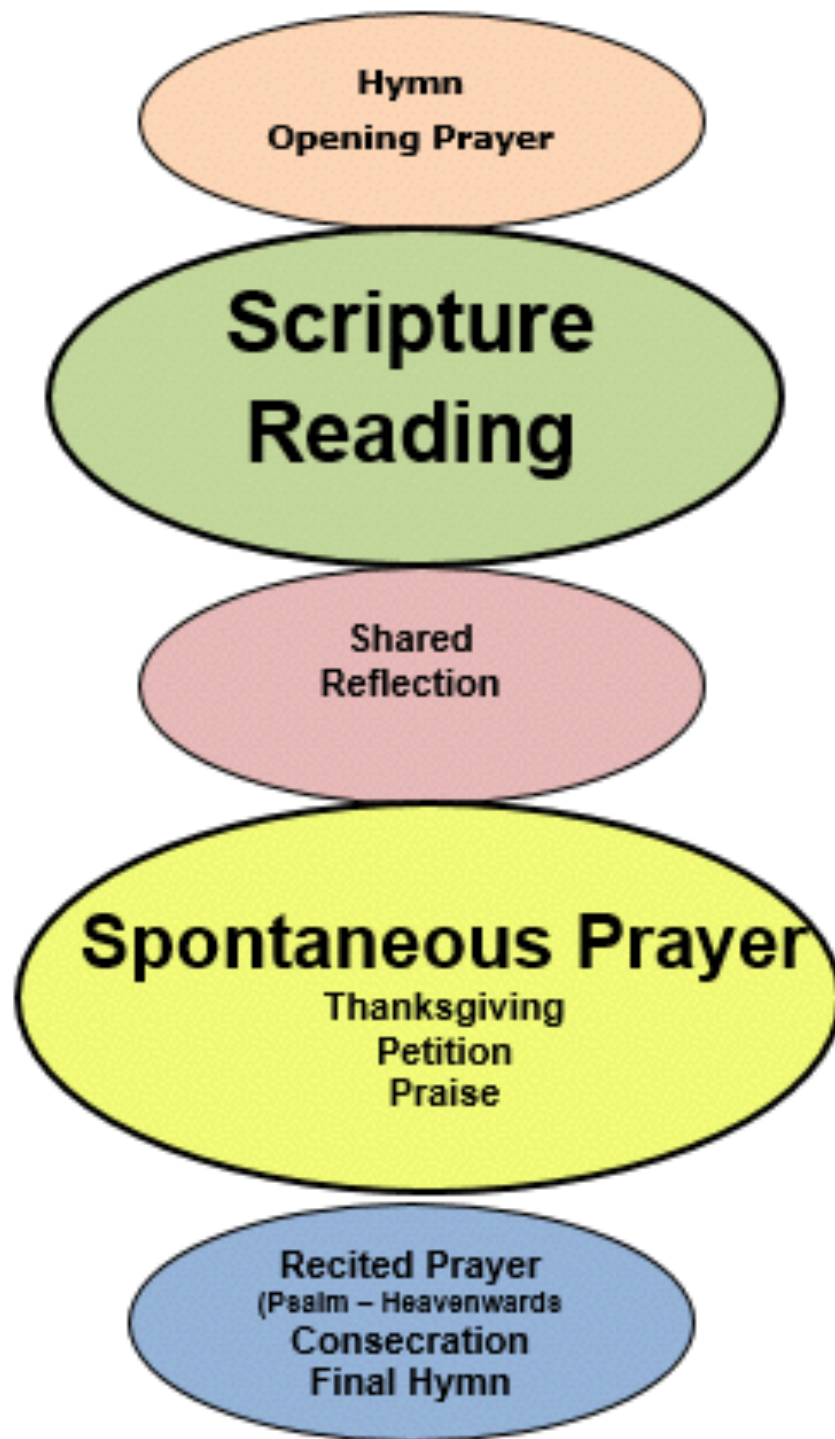 Hymn
Opening Prayer
Scripture
Reading
Shared
Reflection
Spontaneous Prayer
Thanksgiving
Petition
Praise
Recited Prayer
(Psalm – Heavenwards
Consecration
Final Hymn